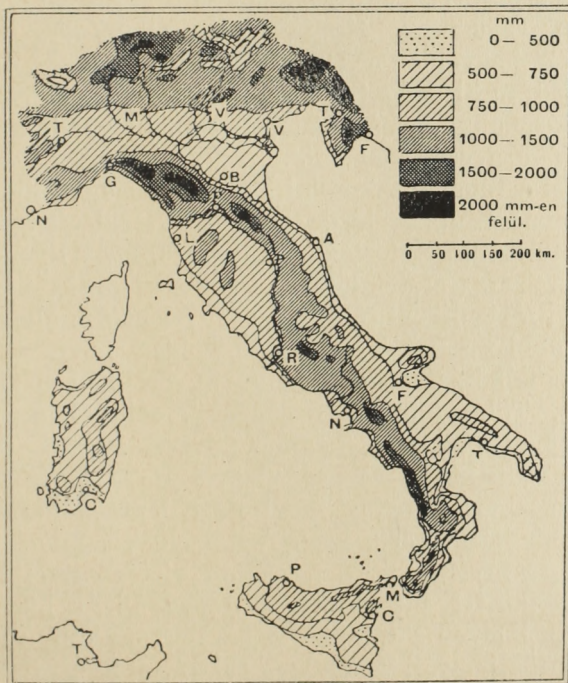 mm
0— 500
500— 750
750—1000
1000—1500
1500—2000
2000 mm-en
felül.
0 50 100 150 200 km.
T
M
V
V
T
F
G
B
N
L
A
P
R
F
N
T
O
C
P
M
C
T